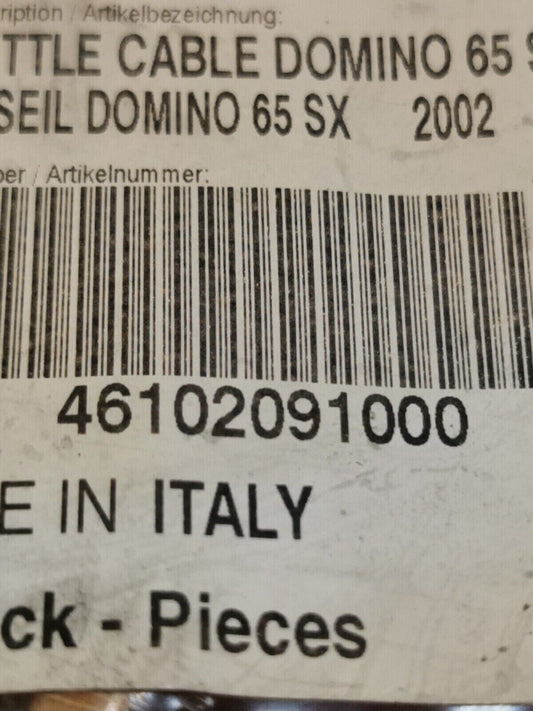 ription / Artikelbezeichnung:
TTLE CABLE DOMINO 65 S
SEIL DOMINO 65 SX 2002
ber / Artikelnummer:
46102091000
E IN ITALY
ck - Pieces